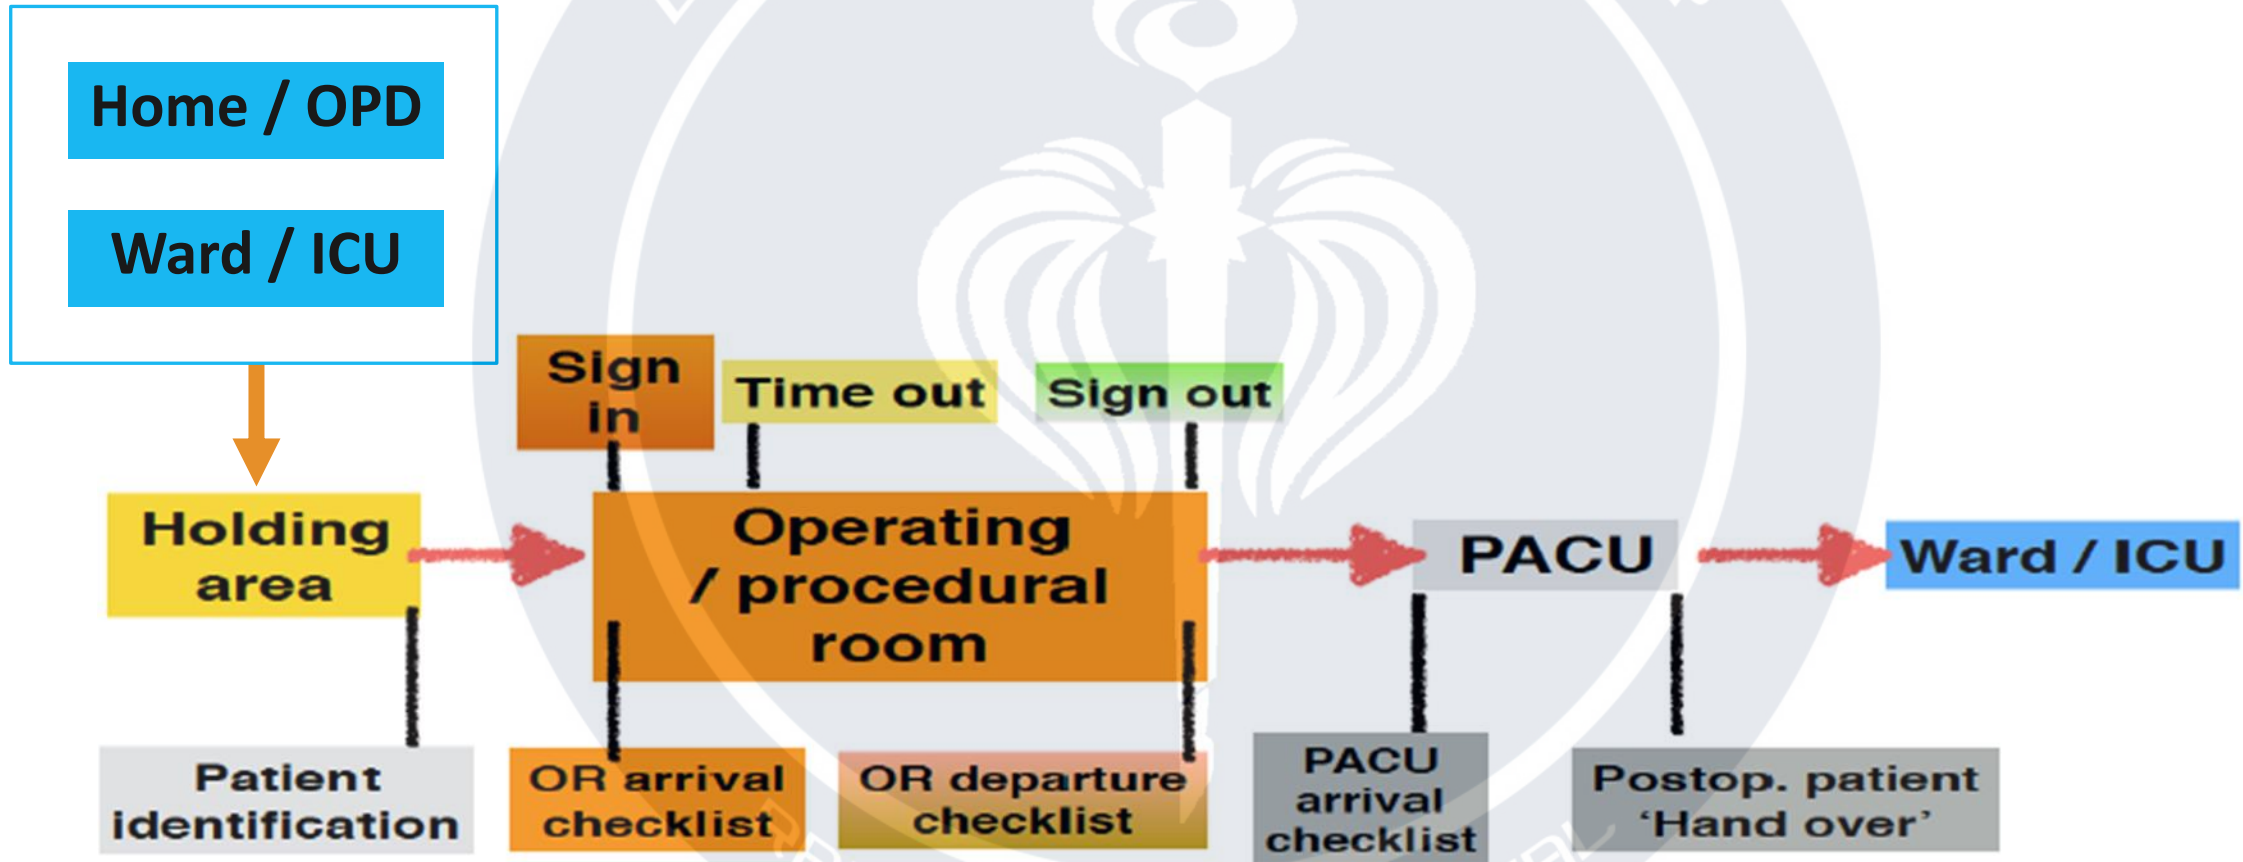 Home / OPD
Ward / ICU
Sign
in
Time out
Sign out
Holding
area
Operating
/ procedural
room
PACU
Ward / ICU
Patient
identification
OR arrival
checklist
OR departure
checklist
PACU
arrival
checklist
Postop. patient
‘Hand over’